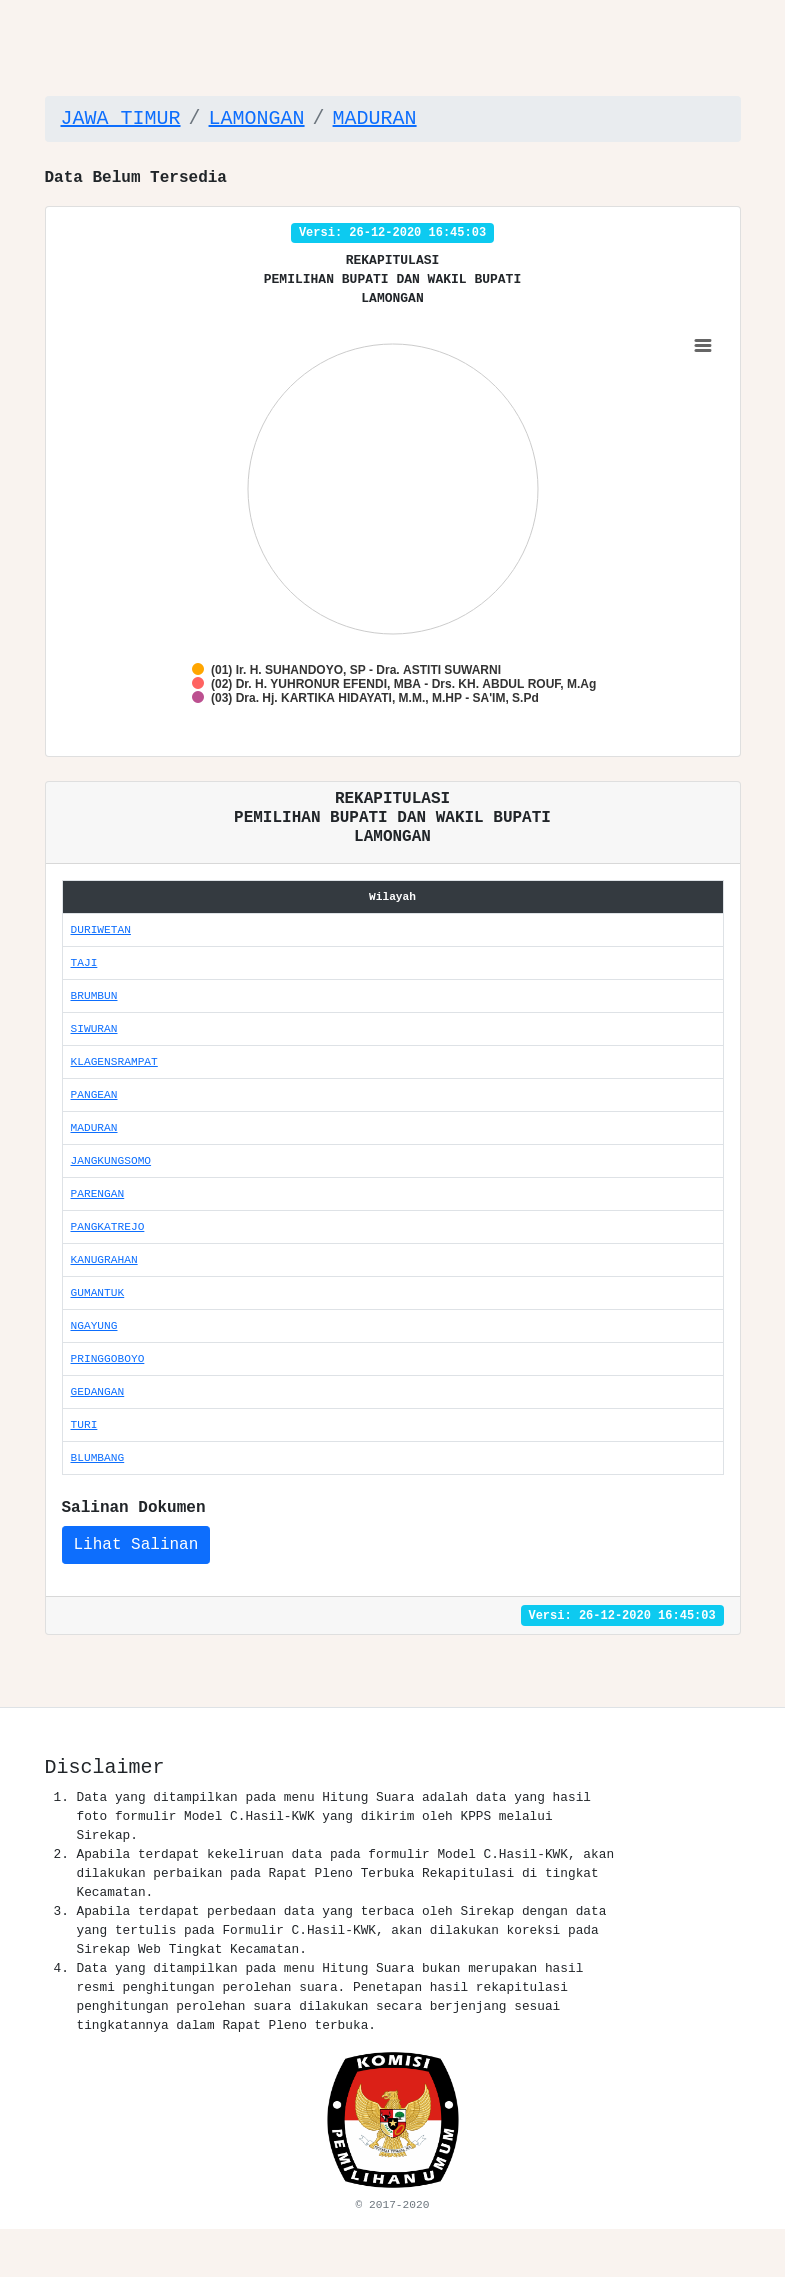 JAWA TIMUR / LAMONGAN / MADURAN
Data Belum Tersedia
Versi: 26-12-2020 16:45:03
REKAPITULASI
PEMILIHAN BUPATI DAN WAKIL BUPATI
LAMONGAN
(01) Ir. H. SUHANDOYO, SP - Dra. ASTITI SUWARNI
(02) Dr. H. YUHRONUR EFENDI, MBA - Drs. KH. ABDUL ROUF, M.Ag
(03) Dra. Hj. KARTIKA HIDAYATI, M.M., M.HP - SA'IM, S.Pd
REKAPITULASI
PEMILIHAN BUPATI DAN WAKIL BUPATI
LAMONGAN
Wilayah
DURIWETAN
TAJI
BRUMBUN
SIWURAN
KLAGENSRAMPAT
PANGEAN
MADURAN
JANGKUNGSOMO
PARENGAN
PANGKATREJO
KANUGRAHAN
GUMANTUK
NGAYUNG
PRINGGOBOYO
GEDANGAN
TURI
BLUMBANG
Salinan Dokumen
Lihat Salinan
Versi: 26-12-2020 16:45:03
Disclaimer
1. Data yang ditampilkan pada menu Hitung Suara adalah data yang hasil
foto formulir Model C.Hasil-KWK yang dikirim oleh KPPS melalui
Sirekap.
2. Apabila terdapat kekeliruan data pada formulir Model C.Hasil-KWK, akan
dilakukan perbaikan pada Rapat Pleno Terbuka Rekapitulasi di tingkat
Kecamatan.
3. Apabila terdapat perbedaan data yang terbaca oleh Sirekap dengan data
yang tertulis pada Formulir C.Hasil-KWK, akan dilakukan koreksi pada
Sirekap Web Tingkat Kecamatan.
4. Data yang ditampilkan pada menu Hitung Suara bukan merupakan hasil
resmi penghitungan perolehan suara. Penetapan hasil rekapitulasi
penghitungan perolehan suara dilakukan secara berjenjang sesuai
tingkatannya dalam Rapat Pleno terbuka.
KOMISI
PEMILIHAN UMUM
© 2017-2020